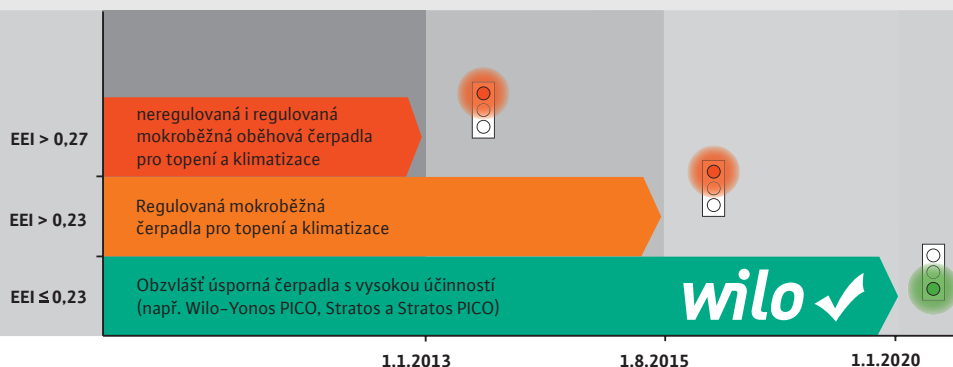 EEI > 0,27
neregulovaná i regulovaná
mokroběžná oběhová čerpadla
pro topení a klimatizace
EEI > 0,23
Regulovaná mokroběžná
čerpadla pro topení a klimatizace
EEI ≤ 0,23
Obzvlášť úsporná čerpadla s vysokou účinností
(např. Wilo–Yonos PICO, Stratos a Stratos PICO)
wilo
1.1.2013
1.8.2015
1.1.2020